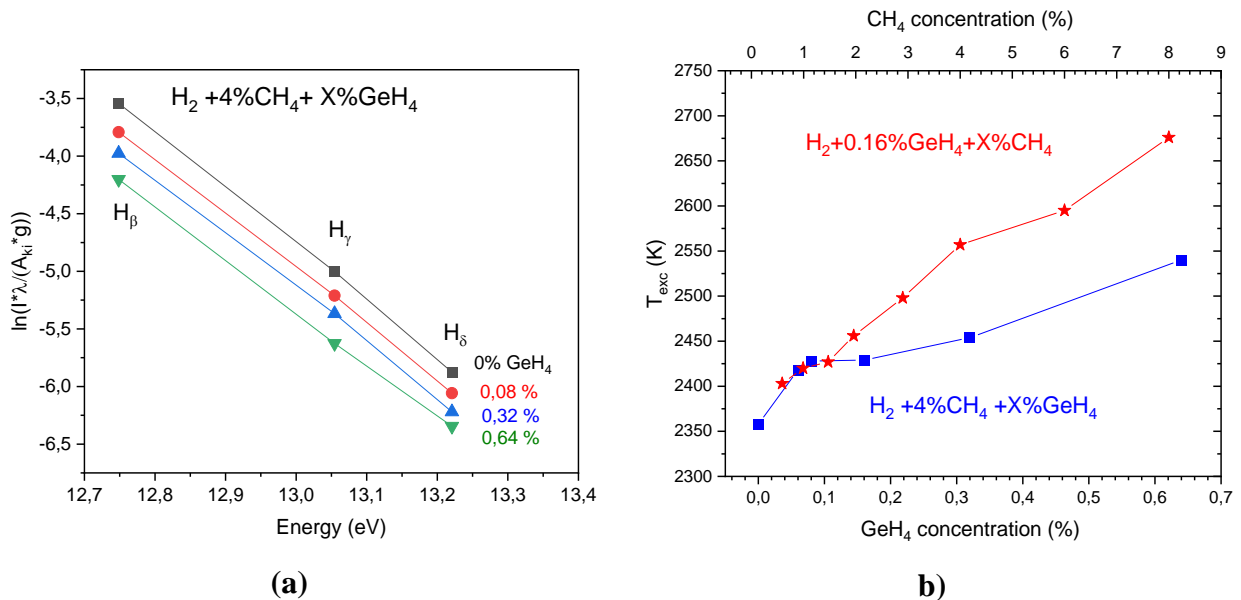 H₂ +4%CH₄+ X%GeH₄
-3,5
-4,0
-4,5
-5,0
-5,5
-6,0
-6,5
ln(I*λ/(Aₖᵢ*g))
Hβ
Hγ
Hδ
0% GeH₄
0,08 %
0,32 %
0,64 %
12,7 12,8 12,9 13,0 13,1 13,2 13,3 13,4
Energy (eV)
(a)
CH₄ concentration (%)
0 1 2 3 4 5 6 7 8 9
2750
2700
2650
2600
2550
2500
2450
2400
2350
2300
T_exc (K)
H₂+0.16%GeH₄+X%CH₄
H₂ +4%CH₄ +X%GeH₄
0,0 0,1 0,2 0,3 0,4 0,5 0,6 0,7
GeH₄ concentration (%)
b)